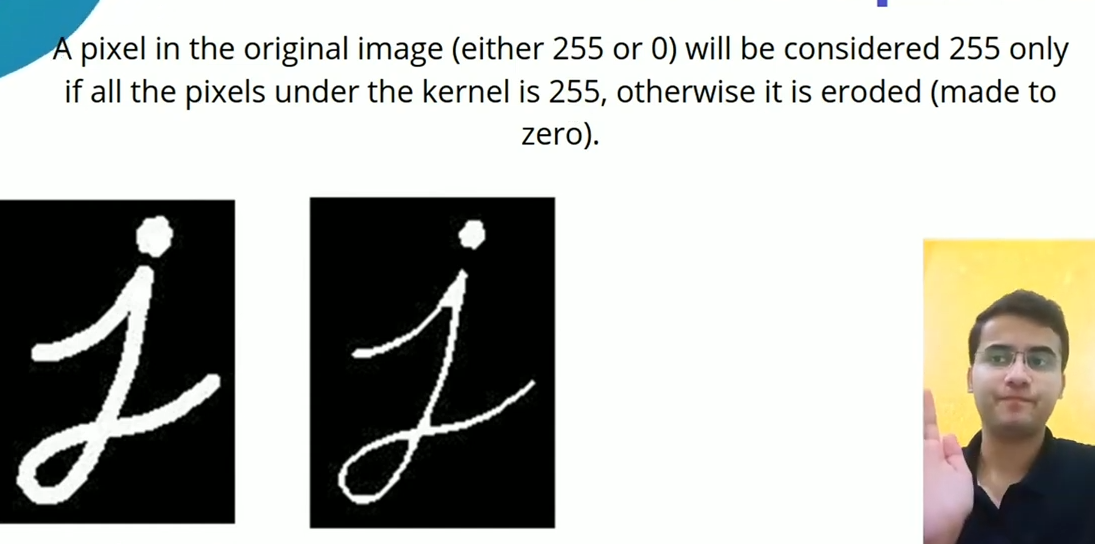 A pixel in the original image (either 255 or 0) will be considered 255 only
if all the pixels under the kernel is 255, otherwise it is eroded (made to
zero).
j j